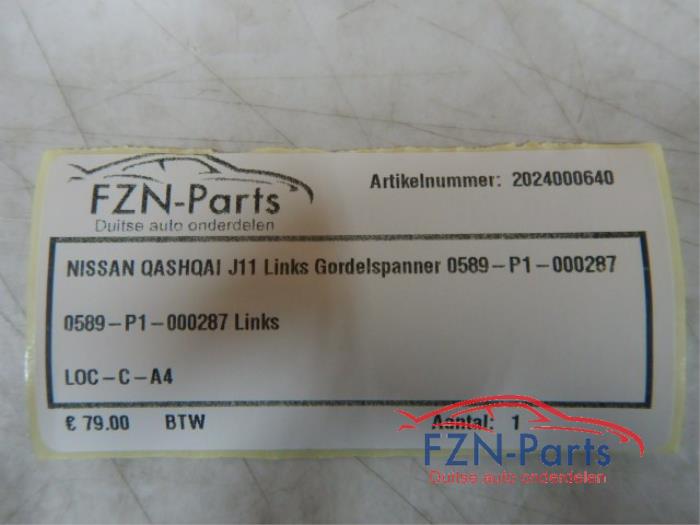 FZN-Parts
Duitse auto onderdelen
Artikelnummer: 2024000640
NISSAN QASHQAI J11 Links Gordelspanner 0589-P1-000287
0589-P1-000287 Links
LOC-C-A4
€ 79.00 BTW Aantal: 1
FZN-Parts
Duitse auto onderdelen